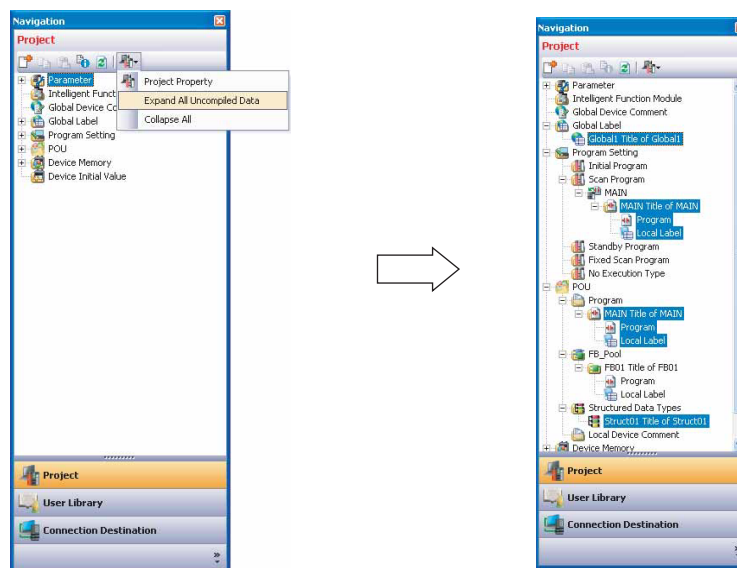 Navigation
Project
Parameter
Project Property
Intelligent Funct
Expand All Uncompiled Data
Global Device Co
Collapse All
Global Label
Program Setting
POU
Device Memory
Device Initial Value
Project
User Library
Connection Destination
Navigation
Project
Parameter
Intelligent Function Module
Global Device Comment
Global Label
Global1 Title of Global1
Program Setting
Initial Program
Scan Program
MAIN
MAIN Title of MAIN
Program
Local Label
Standby Program
Fixed Scan Program
No Execution Type
POU
Program
MAIN Title of MAIN
Program
Local Label
FB_Pool
FB01 Title of FB01
Program
Local Label
Structured Data Types
Struct01 Title of Struct01
Local Device Comment
Device Memory
Project
User Library
Connection Destination